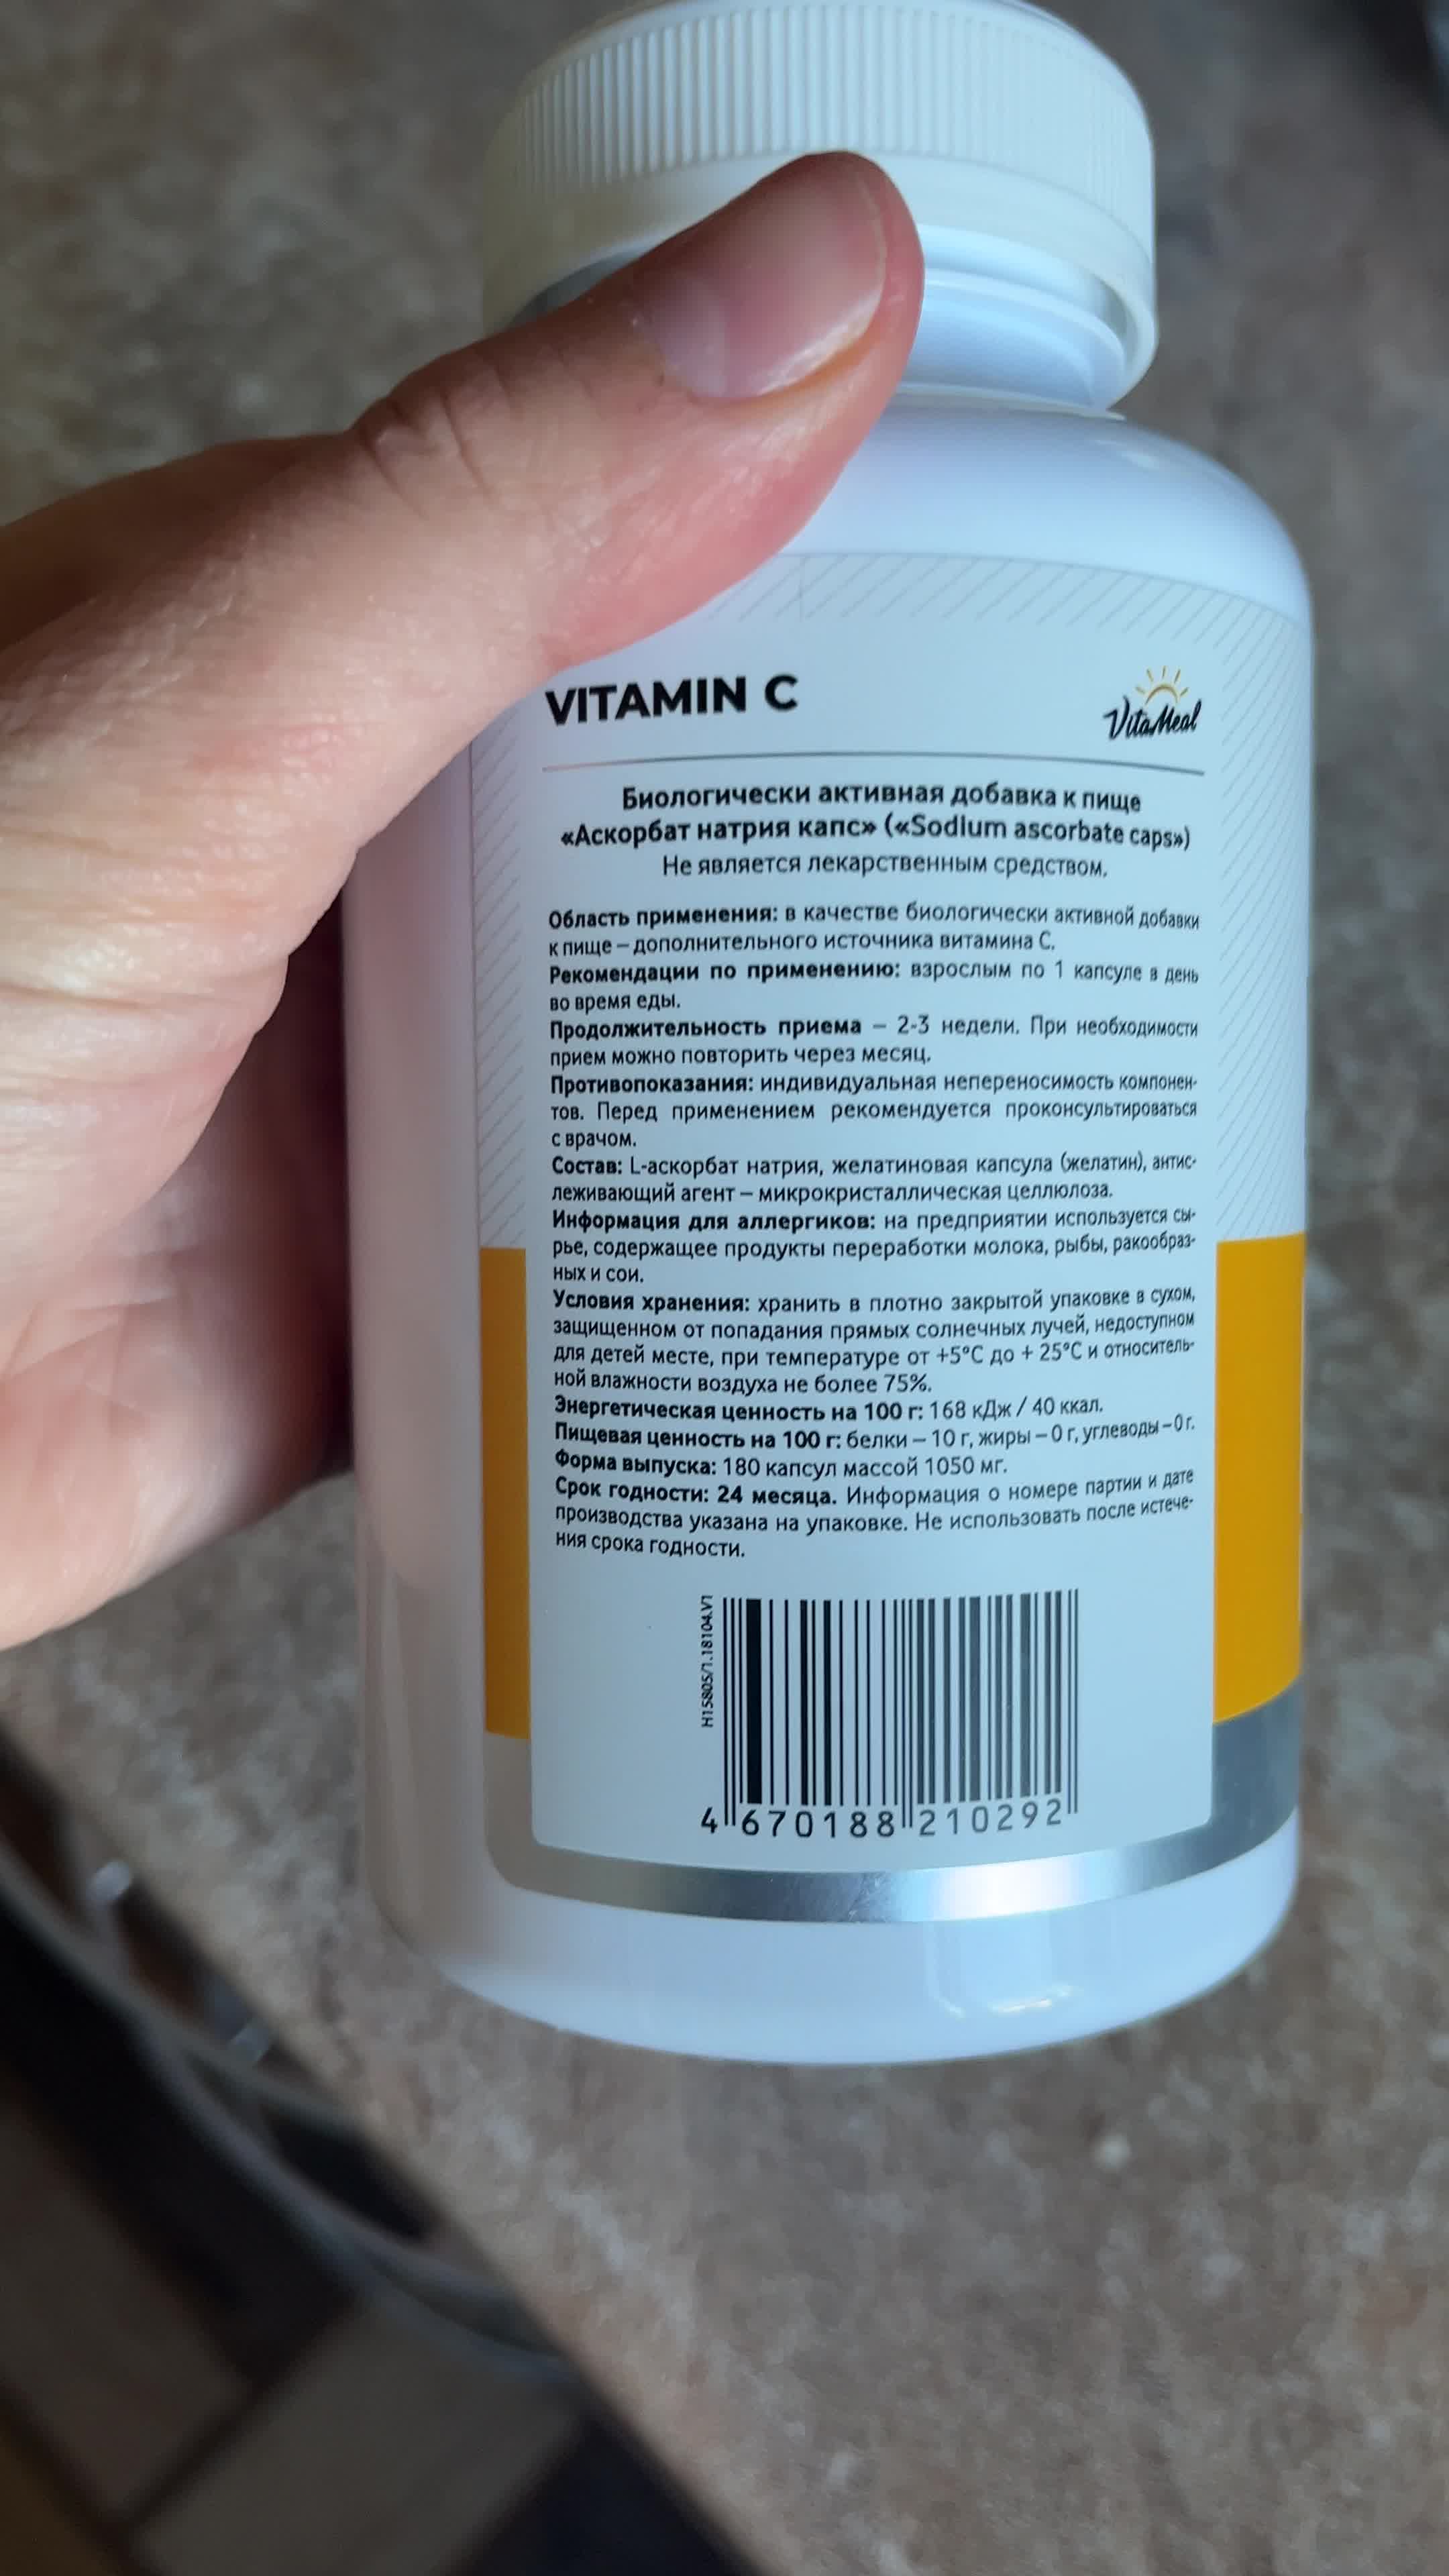 VITAMIN C
VitaMeal
Биологически активная добавка к пище
«Аскорбат натрия капс» («Sodium ascorbate caps»)
Не является лекарственным средством.
Область применения: в качестве биологически активной добавки
к пище – дополнительного источника витамина С.
Рекомендации по применению: взрослым по 1 капсуле в день
во время еды.
Продолжительность приема – 2-3 недели. При необходимости
прием можно повторить через месяц.
Противопоказания: индивидуальная непереносимость компонен-
тов. Перед применением рекомендуется проконсультироваться
с врачом.
Состав: L-аскорбат натрия, желатиновая капсула (желатин), антис-
леживающий агент – микрокристаллическая целлюлоза.
Информация для аллергиков: на предприятии используется сы-
рье, содержащее продукты переработки молока, рыбы, ракообраз-
ных и сои.
Условия хранения: хранить в плотно закрытой упаковке в сухом,
защищенном от попадания прямых солнечных лучей, недоступном
для детей месте, при температуре от +5°С до + 25°С и относитель-
ной влажности воздуха не более 75%.
Энергетическая ценность на 100 г: 168 кДж / 40 ккал.
Пищевая ценность на 100 г: белки – 10 г, жиры – 0 г, углеводы – 0 г.
Форма выпуска: 180 капсул массой 1050 мг.
Срок годности: 24 месяца. Информация о номере партии и дате
производства указана на упаковке. Не использовать после истече-
ния срока годности.
H15805/1.18104.V1
4 670188 210292